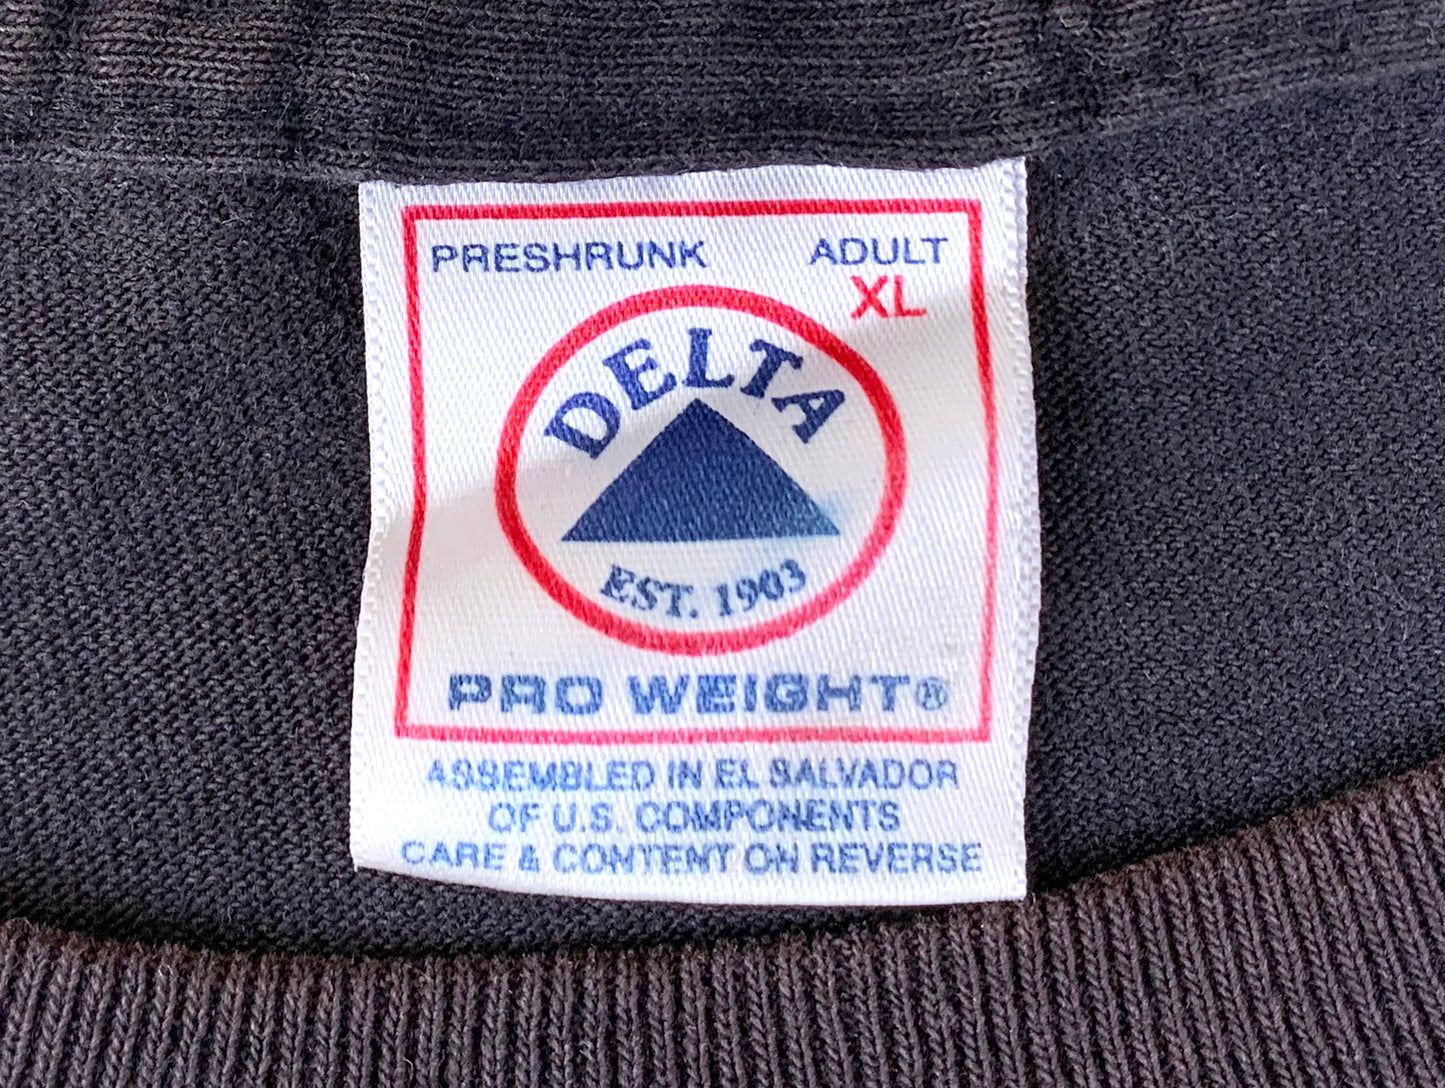 PRESHRUNK ADULT
XL
DELTA
EST. 1903
PRO WEIGHT®
ASSEMBLED IN EL SALVADOR
OF U.S. COMPONENTS
CARE & CONTENT ON REVERSE